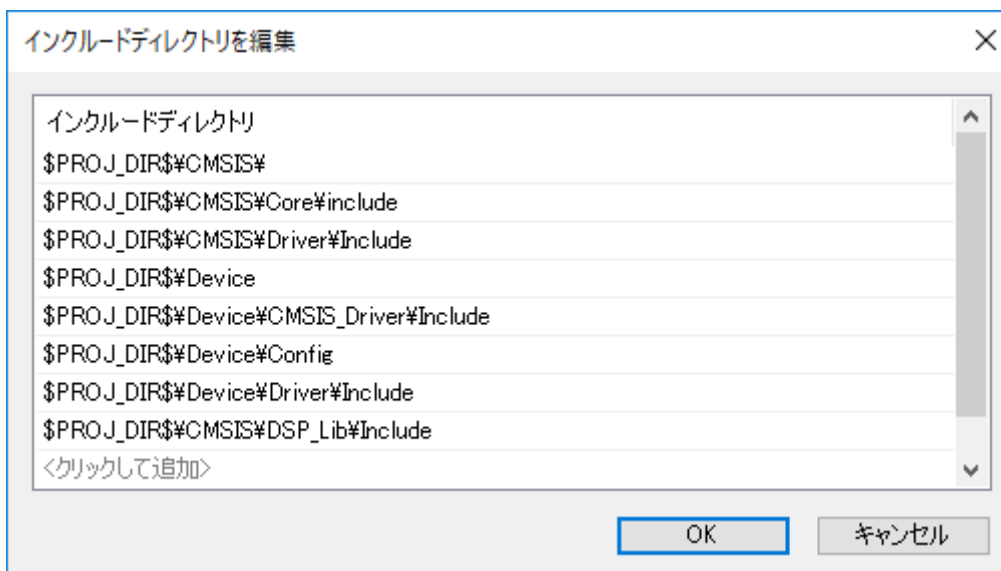 インクルードディレクトリを編集
インクルードディレクトリ
$PROJ_DIR$¥CMSIS¥
$PROJ_DIR$¥CMSIS¥Core¥include
$PROJ_DIR$¥CMSIS¥Driver¥Include
$PROJ_DIR$¥Device
$PROJ_DIR$¥Device¥CMSIS_Driver¥Include
$PROJ_DIR$¥Device¥Config
$PROJ_DIR$¥Device¥Driver¥Include
$PROJ_DIR$¥CMSIS¥DSP_Lib¥Include
<クリックして追加>
OK キャンセル